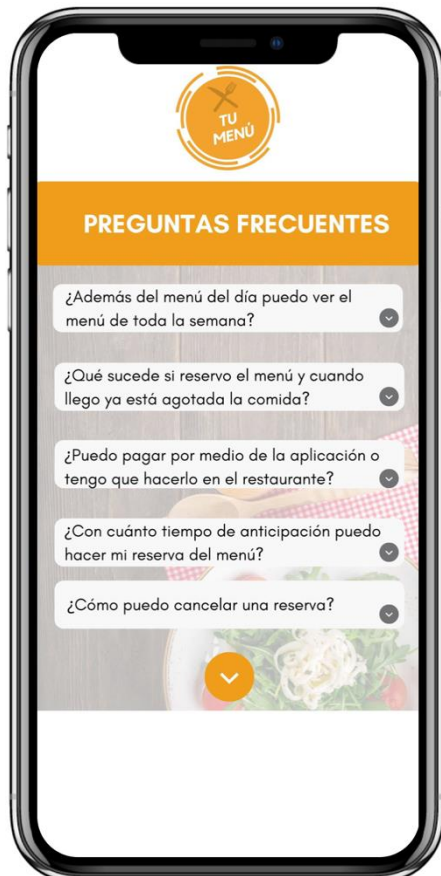 TU
MENÚ
PREGUNTAS FRECUENTES
¿Además del menú del día puedo ver el
menú de toda la semana?
¿Qué sucede si reservo el menú y cuando
llego ya está agotada la comida?
¿Puedo pagar por medio de la aplicación o
tengo que hacerlo en el restaurante?
¿Con cuánto tiempo de anticipación puedo
hacer mi reserva del menú?
¿Cómo puedo cancelar una reserva?